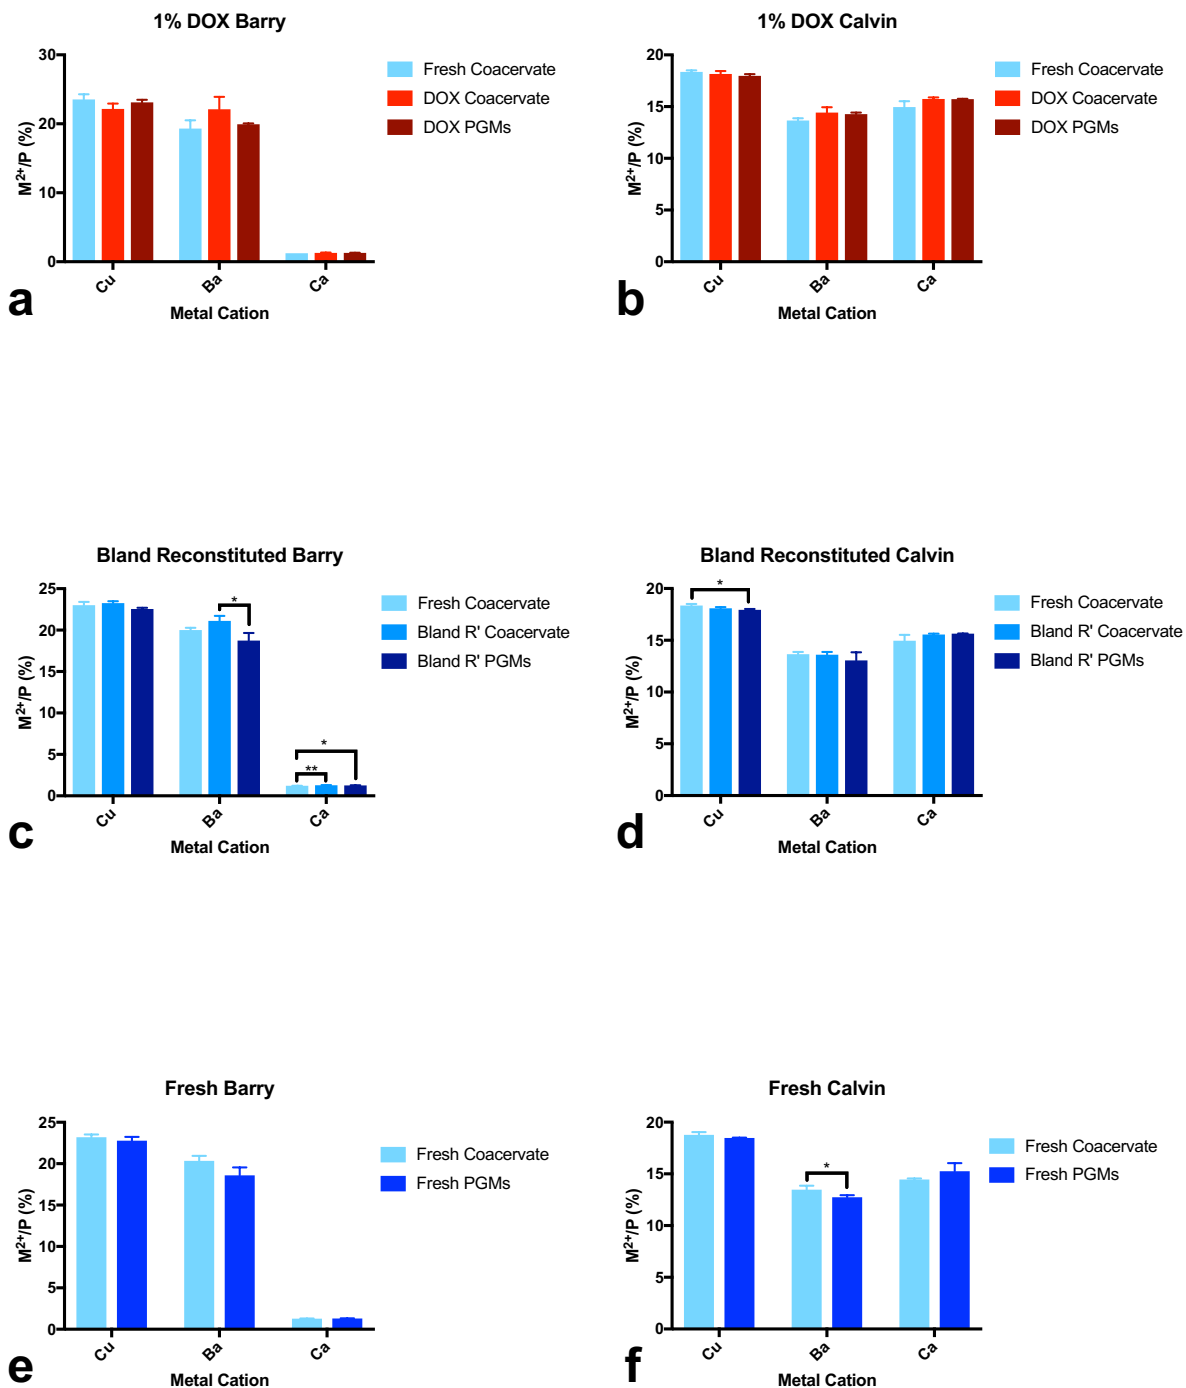 1% DOX Barry
M²⁺/P (%)
30
20
10
0
Cu
Ba
Ca
Metal Cation
Fresh Coacervate
DOX Coacervate
DOX PGMs
a
1% DOX Calvin
M²⁺/P (%)
20
15
10
5
0
Cu
Ba
Ca
Metal Cation
Fresh Coacervate
DOX Coacervate
DOX PGMs
b
Bland Reconstituted Barry
M²⁺/P (%)
25
20
15
10
5
0
*
**
*
Cu
Ba
Ca
Metal Cation
Fresh Coacervate
Bland R' Coacervate
Bland R' PGMs
c
Bland Reconstituted Calvin
M²⁺/P (%)
20
15
10
5
0
*
Cu
Ba
Ca
Metal Cation
Fresh Coacervate
Bland R' Coacervate
Bland R' PGMs
d
Fresh Barry
M²⁺/P (%)
25
20
15
10
5
0
Cu
Ba
Ca
Metal Cation
Fresh Coacervate
Fresh PGMs
e
Fresh Calvin
M²⁺/P (%)
20
15
10
5
0
*
Cu
Ba
Ca
Metal Cation
Fresh Coacervate
Fresh PGMs
f